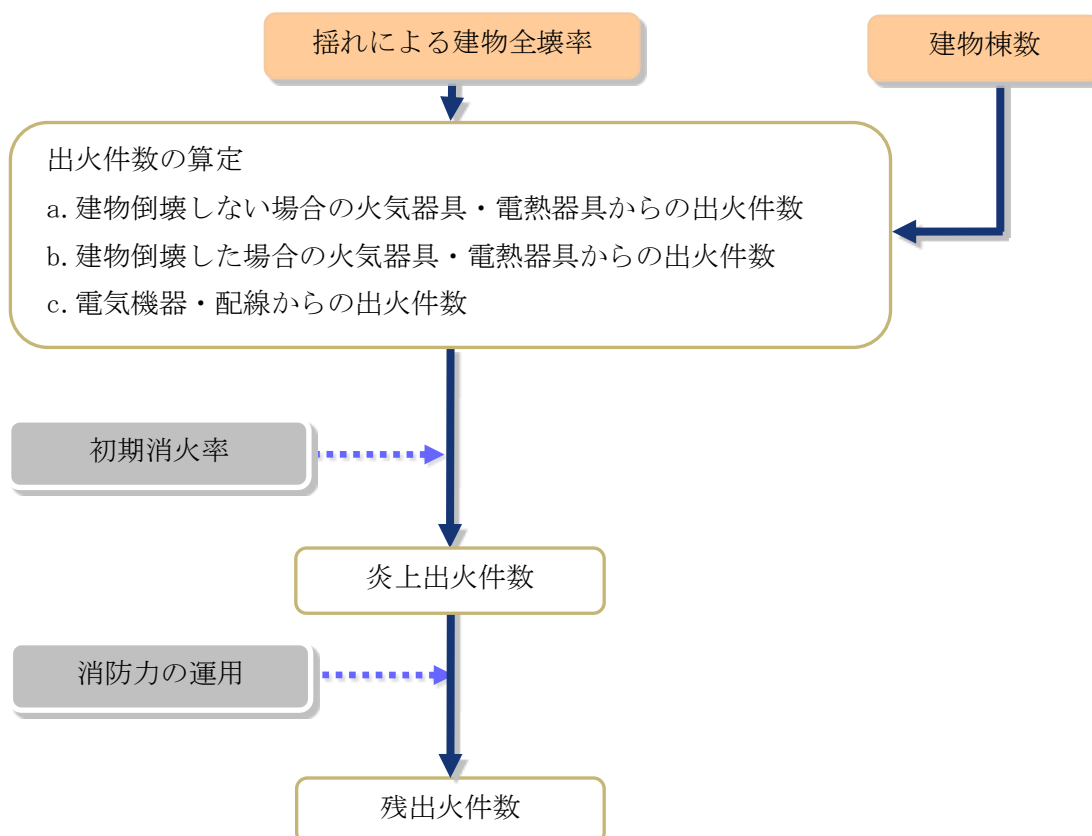 揺れによる建物全壊率
建物棟数
出火件数の算定
a.建物倒壊しない場合の火気器具・電熱器具からの出火件数
b.建物倒壊した場合の火気器具・電熱器具からの出火件数
c.電気機器・配線からの出火件数
初期消火率
炎上出火件数
消防力の運用
残出火件数